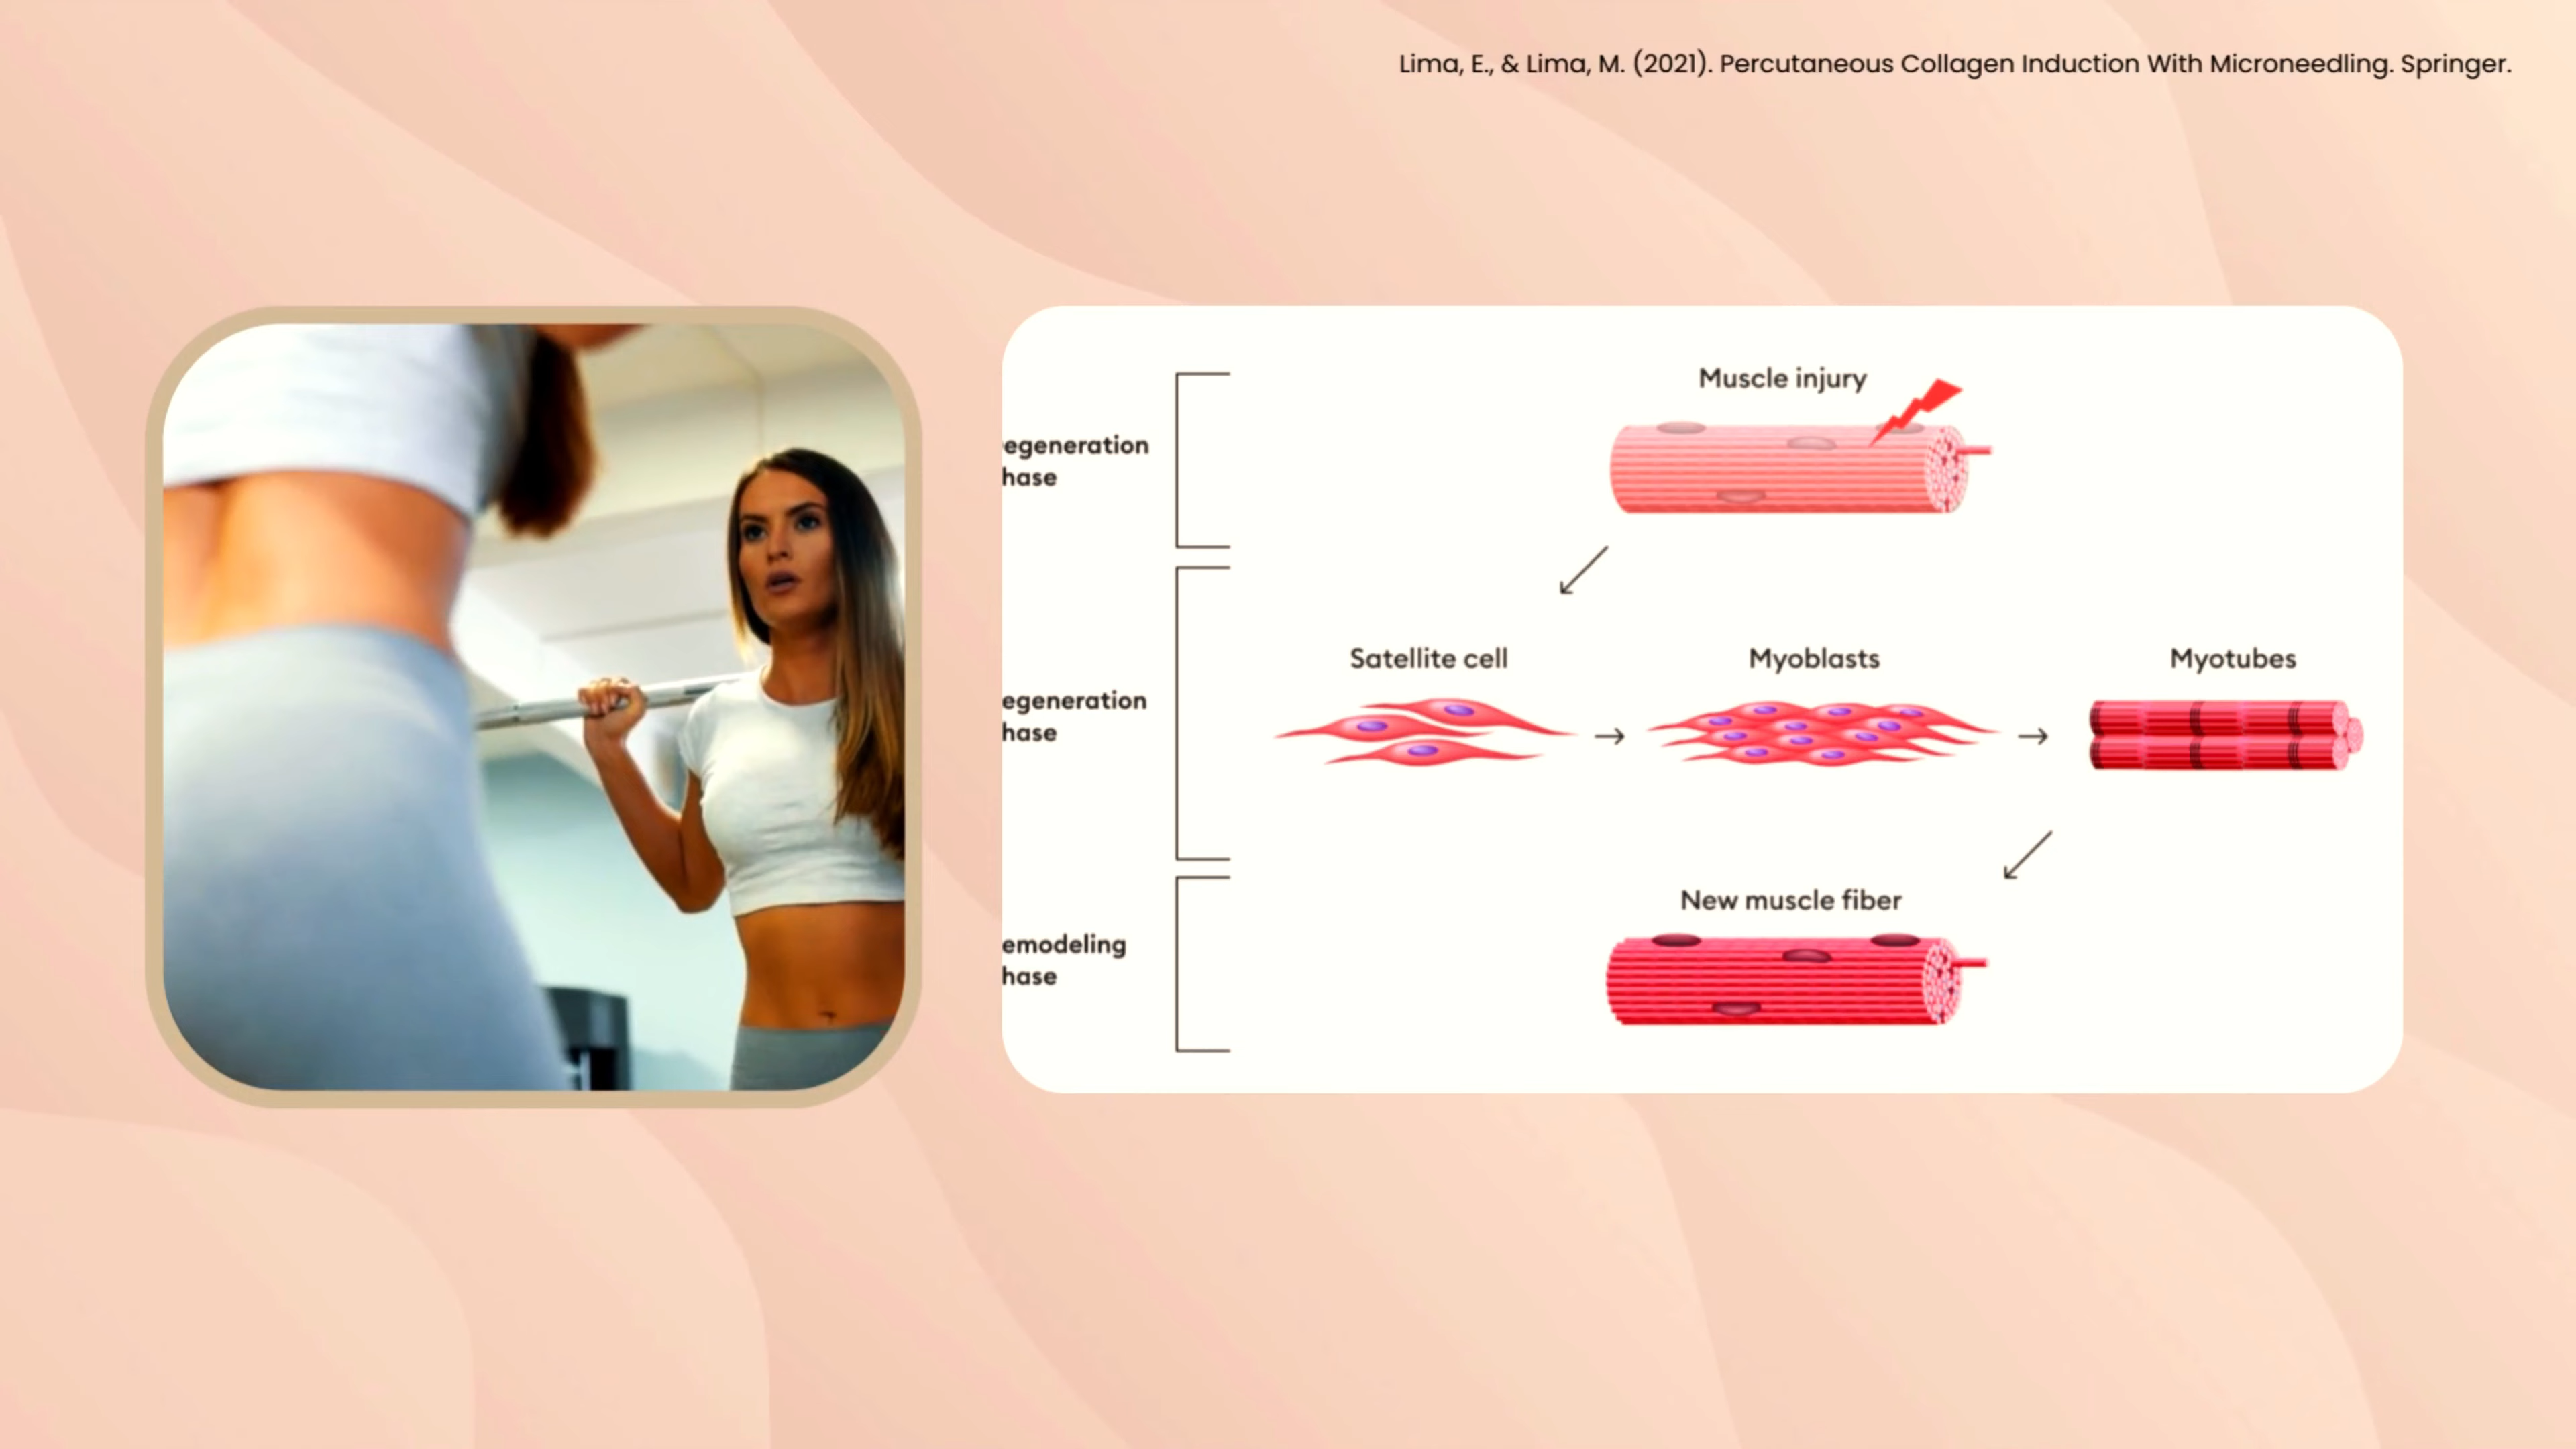 Lima, E., & Lima, M. (2021). Percutaneous Collagen Induction With Microneedling. Springer.
Muscle injury
egeneration
hase
Satellite cell
Myoblasts
Myotubes
egeneration
hase
New muscle fiber
emodeling
hase